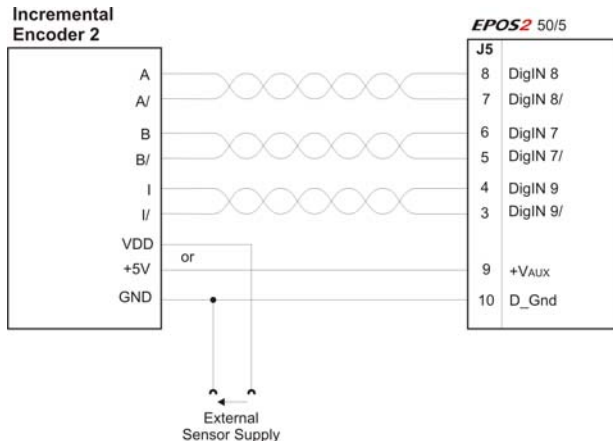 Incremental
Encoder 2
EPOS2 50/5
J5
A 8 DigIN 8
A/ 7 DigIN 8/
B 6 DigIN 7
B/ 5 DigIN 7/
I 4 DigIN 9
I/ 3 DigIN 9/
VDD
or
+5V 9 +VAUX
GND 10 D_Gnd
External
Sensor Supply